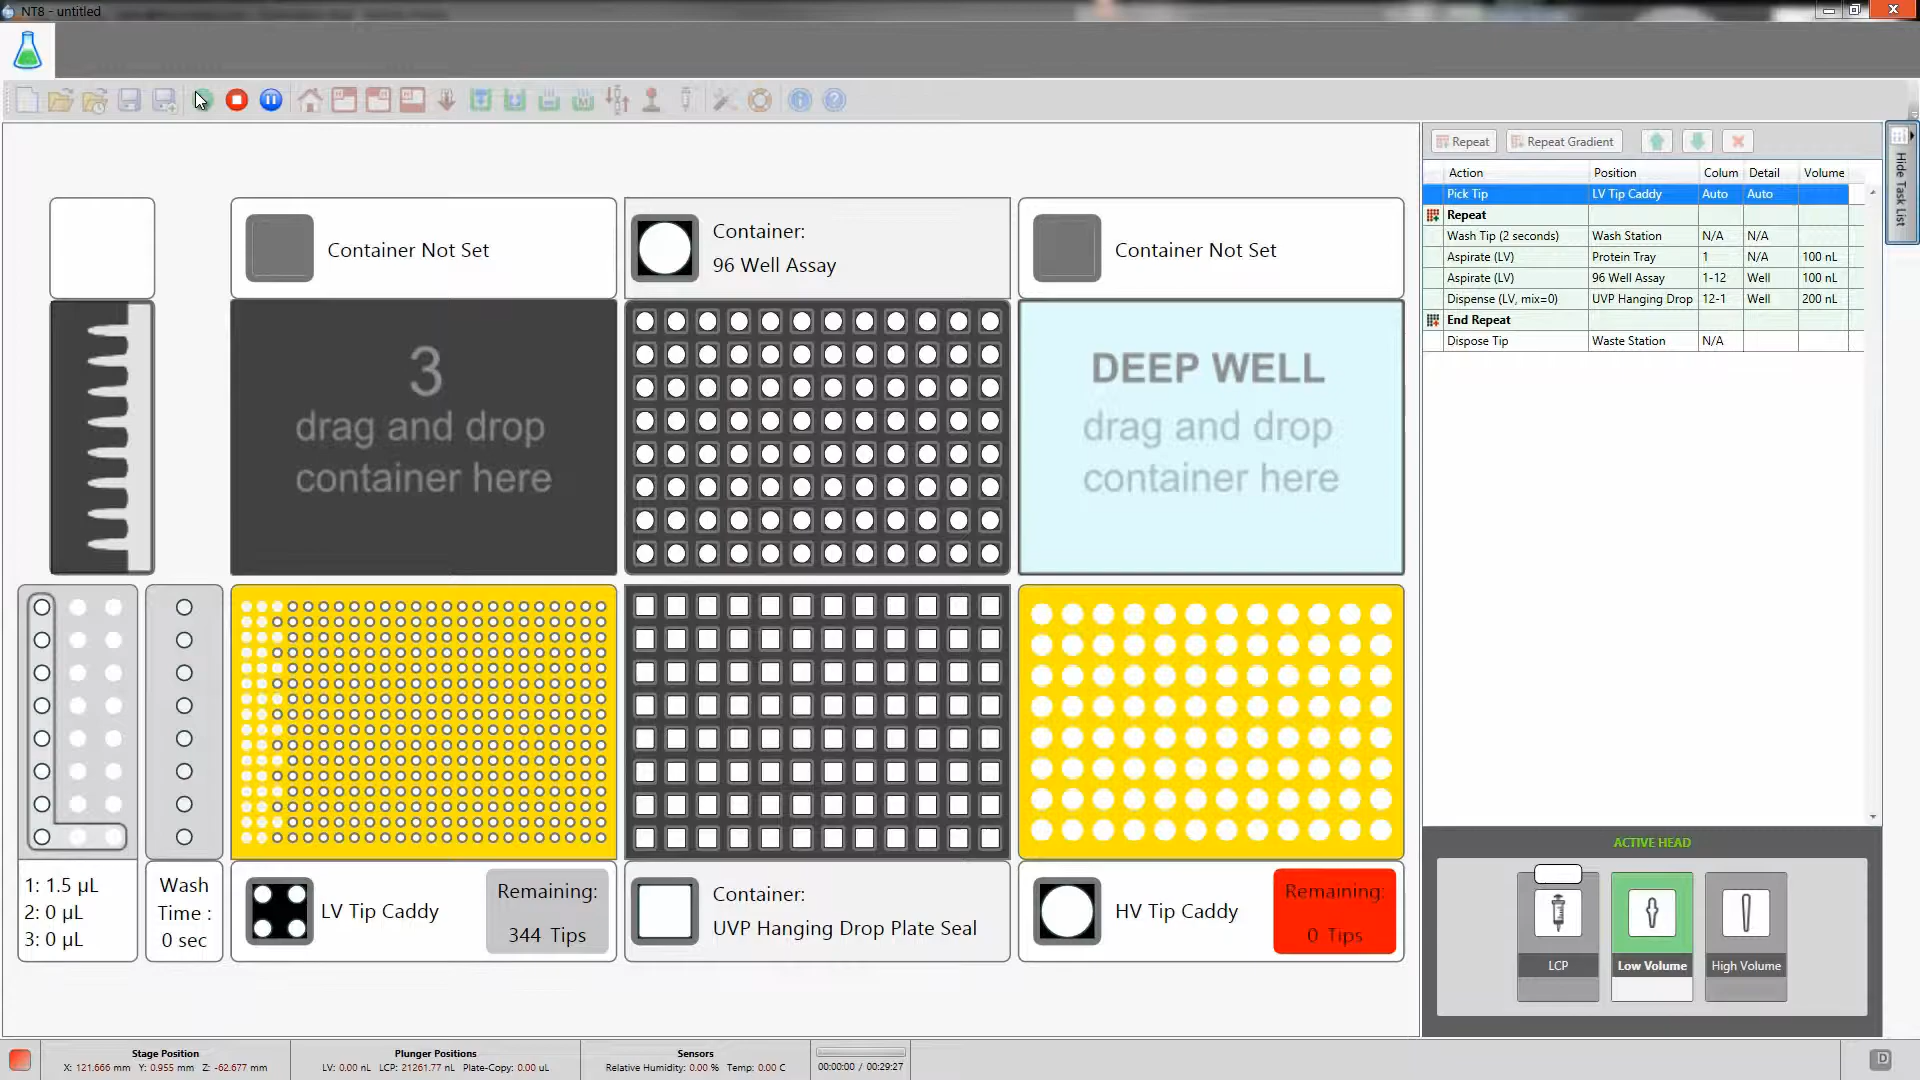 NT8 - untitled
Repeat
Repeat Gradient
Hide Task List
Action Position Colum Detail Volume
Pick Tip LV Tip Caddy Auto Auto
Repeat
Wash Tip (2 seconds) Wash Station N/A N/A
Aspirate (LV) Protein Tray 1 N/A 100 nL
Aspirate (LV) 96 Well Assay 1-12 Well 100 nL
Dispense (LV, mix=0) UVP Hanging Drop 12-1 Well 200 nL
End Repeat
Dispose Tip Waste Station N/A
Container Not Set
Container:
96 Well Assay
Container Not Set
3
drag and drop
container here
DEEP WELL
drag and drop
container here
1: 1.5 µL
2: 0 µL
3: 0 µL
Wash
Time :
0 sec
LV Tip Caddy
Remaining:
344 Tips
Container:
UVP Hanging Drop Plate Seal
HV Tip Caddy
Remaining:
0 Tips
ACTIVE HEAD
LCP
Low Volume
High Volume
Stage Position
X: 121.666 mm Y: 0.955 mm Z: -62.677 mm
Plunger Positions
LV: 0.00 nL LCP: 21261.77 nL Plate-Copy: 0.00 uL
Sensors
Relative Humidity: 0.00 % Temp: 0.00 C
00:00:00 / 00:29:27
D